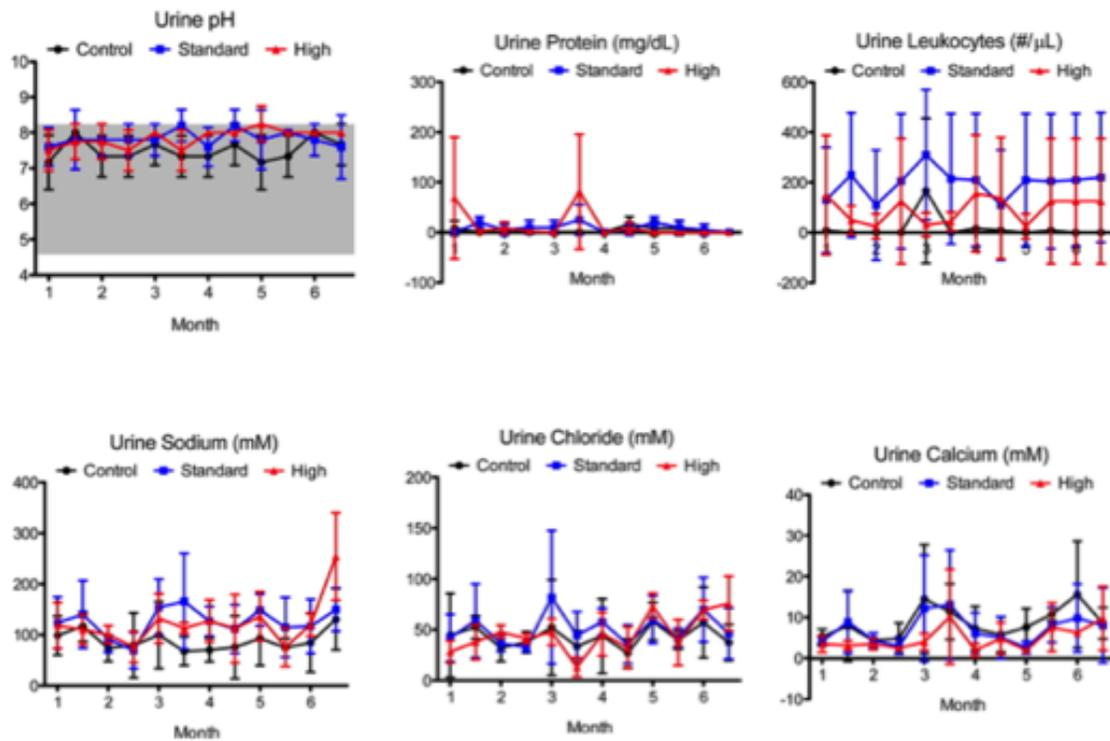 Urine pH
Control Standard High
10
9
8
7
6
5
4
1 2 3 4 5 6
Month
Urine Protein (mg/dL)
Control Standard High
300
200
100
0
-100
1 2 3 4 5 6
Month
Urine Leukocytes (#/µL)
Control Standard High
600
400
200
0
-200
1 2 3 4 5 6
Month
Urine Sodium (mM)
Control Standard High
400
300
200
100
0
1 2 3 4 5 6
Month
Urine Chloride (mM)
Control Standard High
200
150
100
50
0
1 2 3 4 5 6
Month
Urine Calcium (mM)
Control Standard High
40
30
20
10
0
-10
1 2 3 4 5 6
Month